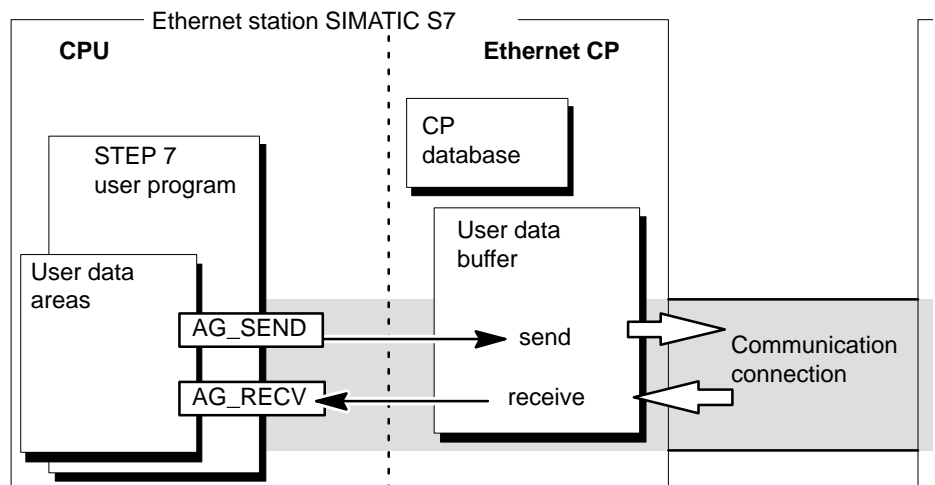 Ethernet station SIMATIC S7
CPU
Ethernet CP
CP
database
STEP 7
user program
User data
buffer
User data
areas
AG_SEND
send
AG_RECV
receive
Communication
connection